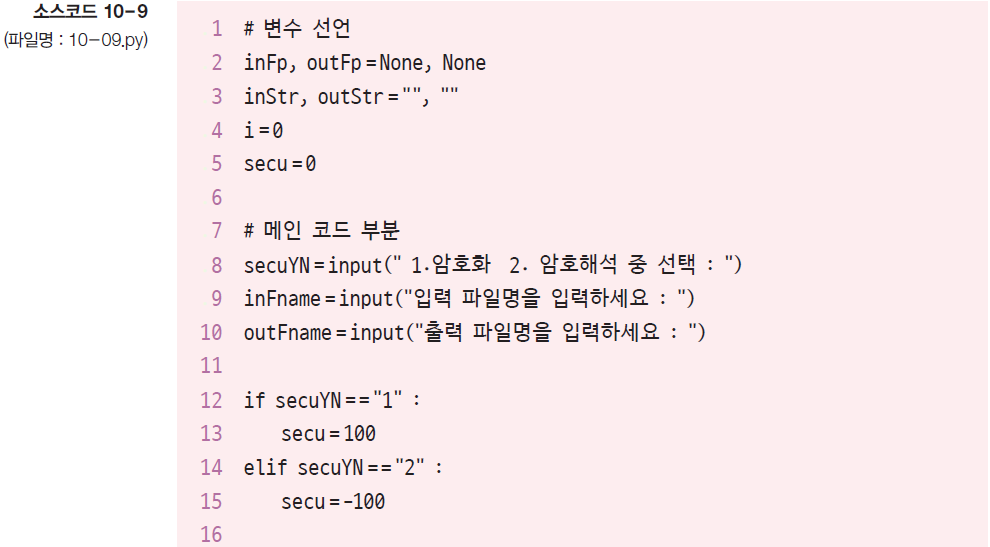 소스코드 10-9
(파일명 : 10-09.py)
1 # 변수 선언
2 inFp, outFp=None, None
3 inStr, outStr="", ""
4 i=0
5 secu=0
6
7 # 메인 코드 부분
8 secuYN=input(" 1.암호화  2. 암호해석 중 선택 : ")
9 inFname=input("입력 파일명을 입력하세요 : ")
10 outFname=input("출력 파일명을 입력하세요 : ")
11
12 if secuYN=="1" :
13     secu=100
14 elif secuYN=="2" :
15     secu=-100
16